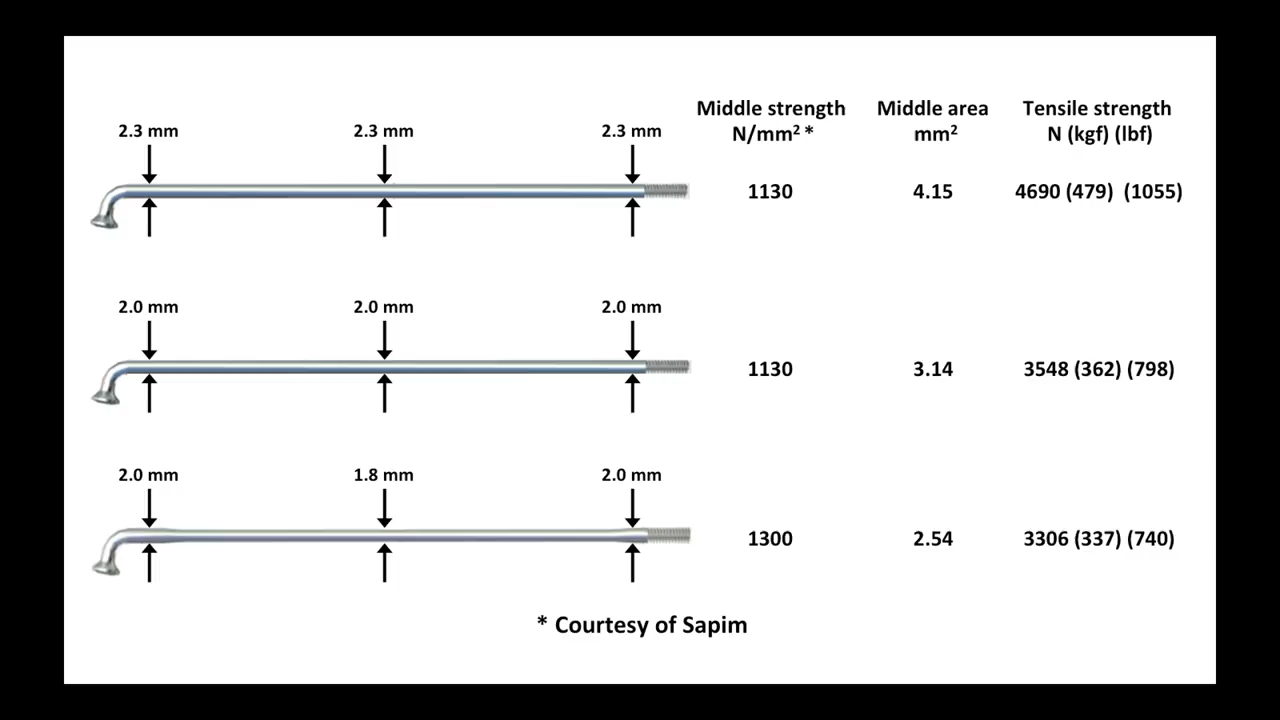 Middle strength Middle area Tensile strength
N/mm² * mm² N (kgf) (lbf)
2.3 mm 2.3 mm 2.3 mm
1130 4.15 4690 (479) (1055)
2.0 mm 2.0 mm 2.0 mm
1130 3.14 3548 (362) (798)
2.0 mm 1.8 mm 2.0 mm
1300 2.54 3306 (337) (740)
* Courtesy of Sapim